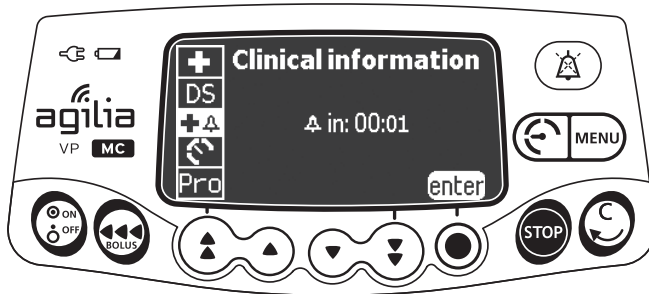 agilia
VP MC
Clinical information
DS
in: 00:01
Pro
enter
MENU
ON
OFF
BOLUS
STOP
C